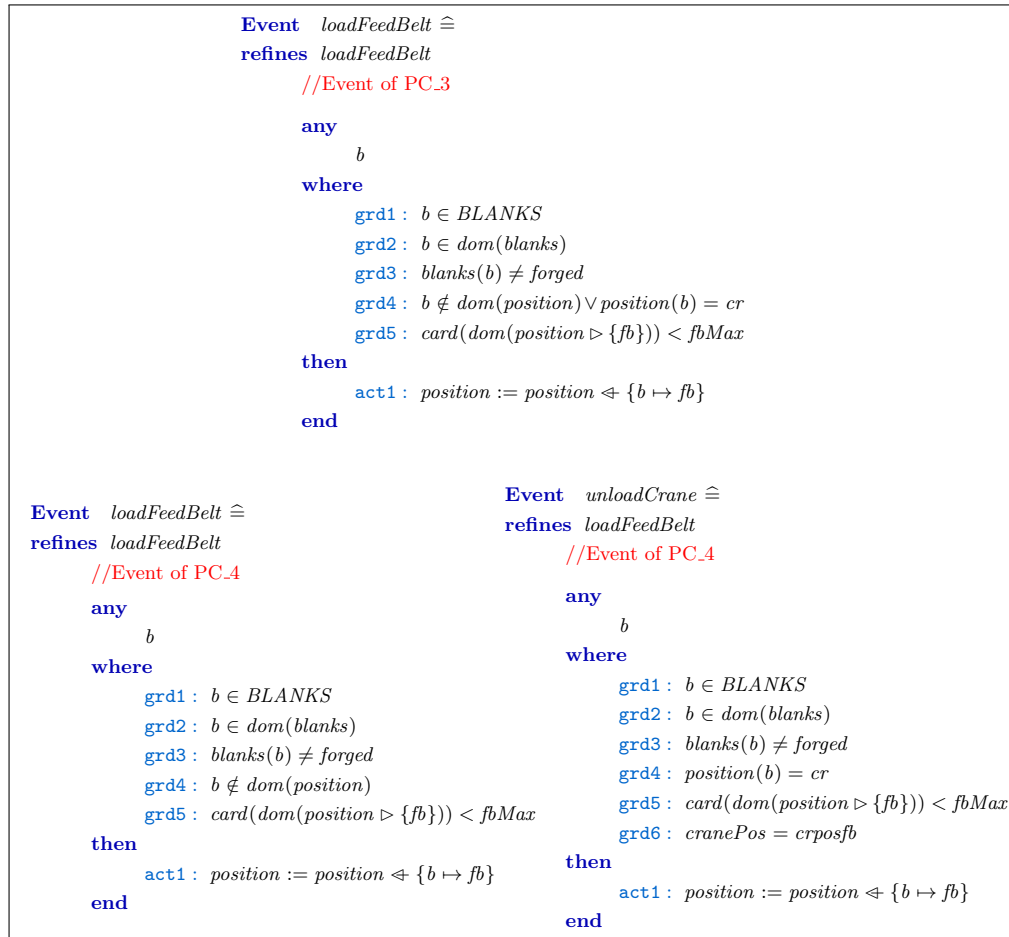 Event loadFeedBelt ≙
refines loadFeedBelt
//Event of PC_3
any
b
where
grd1 : b ∈ BLANKS
grd2 : b ∈ dom(blanks)
grd3 : blanks(b) ≠ forged
grd4 : b ∉ dom(position) ∨ position(b) = cr
grd5 : card(dom(position ▷ {fb})) < fbMax
then
act1 : position := position ⩤ {b ↦ fb}
end
Event loadFeedBelt ≙
refines loadFeedBelt
//Event of PC_4
any
b
where
grd1 : b ∈ BLANKS
grd2 : b ∈ dom(blanks)
grd3 : blanks(b) ≠ forged
grd4 : b ∉ dom(position)
grd5 : card(dom(position ▷ {fb})) < fbMax
then
act1 : position := position ⩤ {b ↦ fb}
end
Event unloadCrane ≙
refines loadFeedBelt
//Event of PC_4
any
b
where
grd1 : b ∈ BLANKS
grd2 : b ∈ dom(blanks)
grd3 : blanks(b) ≠ forged
grd4 : position(b) = cr
grd5 : card(dom(position ▷ {fb})) < fbMax
grd6 : cranePos = crposfb
then
act1 : position := position ⩤ {b ↦ fb}
end